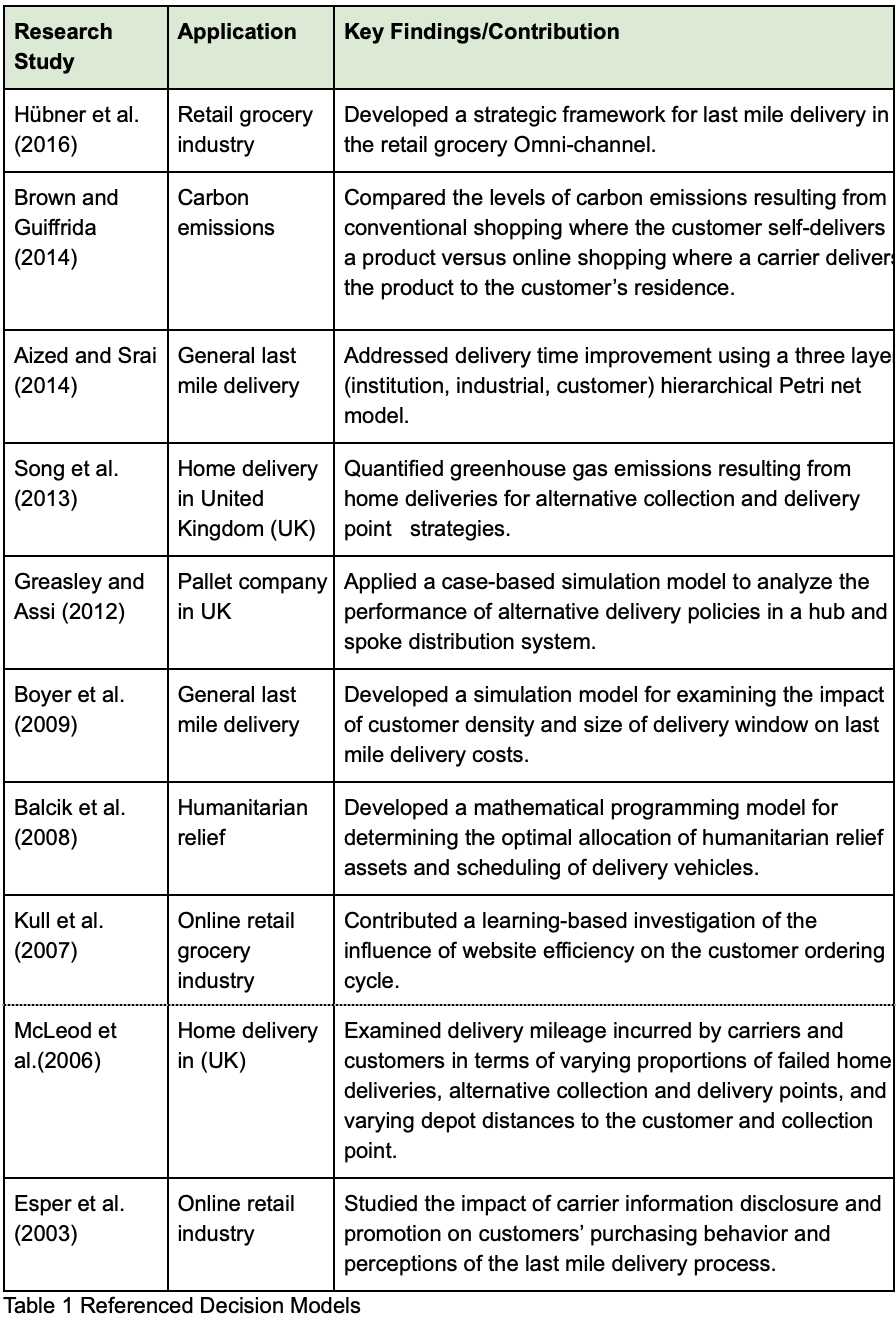 Research Study
Application
Key Findings/Contribution
Hübner et al.
(2016)
Retail grocery
industry
Developed a strategic framework for last mile delivery in
the retail grocery Omni-channel.
Brown and
Guiffrida
(2014)
Carbon
emissions
Compared the levels of carbon emissions resulting from
conventional shopping where the customer self-delivers
a product versus online shopping where a carrier delivers
the product to the customer’s residence.
Aized and Srai
(2014)
General last
mile delivery
Addressed delivery time improvement using a three laye
(institution, industrial, customer) hierarchical Petri net
model.
Song et al.
(2013)
Home delivery
in United
Kingdom (UK)
Quantified greenhouse gas emissions resulting from
home deliveries for alternative collection and delivery
point   strategies.
Greasley and
Assi (2012)
Pallet company
in UK
Applied a case-based simulation model to analyze the
performance of alternative delivery policies in a hub and
spoke distribution system.
Boyer et al.
(2009)
General last
mile delivery
Developed a simulation model for examining the impact
of customer density and size of delivery window on last
mile delivery costs.
Balcik et al.
(2008)
Humanitarian
relief
Developed a mathematical programming model for
determining the optimal allocation of humanitarian relief
assets and scheduling of delivery vehicles.
Kull et al.
(2007)
Online retail
grocery
industry
Contributed a learning-based investigation of the
influence of website efficiency on the customer ordering
cycle.
McLeod et
al.(2006)
Home delivery
in (UK)
Examined delivery mileage incurred by carriers and
customers in terms of varying proportions of failed home
deliveries, alternative collection and delivery points, and
varying depot distances to the customer and collection
point.
Esper et al.
(2003)
Online retail
industry
Studied the impact of carrier information disclosure and
promotion on customers’ purchasing behavior and
perceptions of the last mile delivery process.
Table 1 Referenced Decision Models